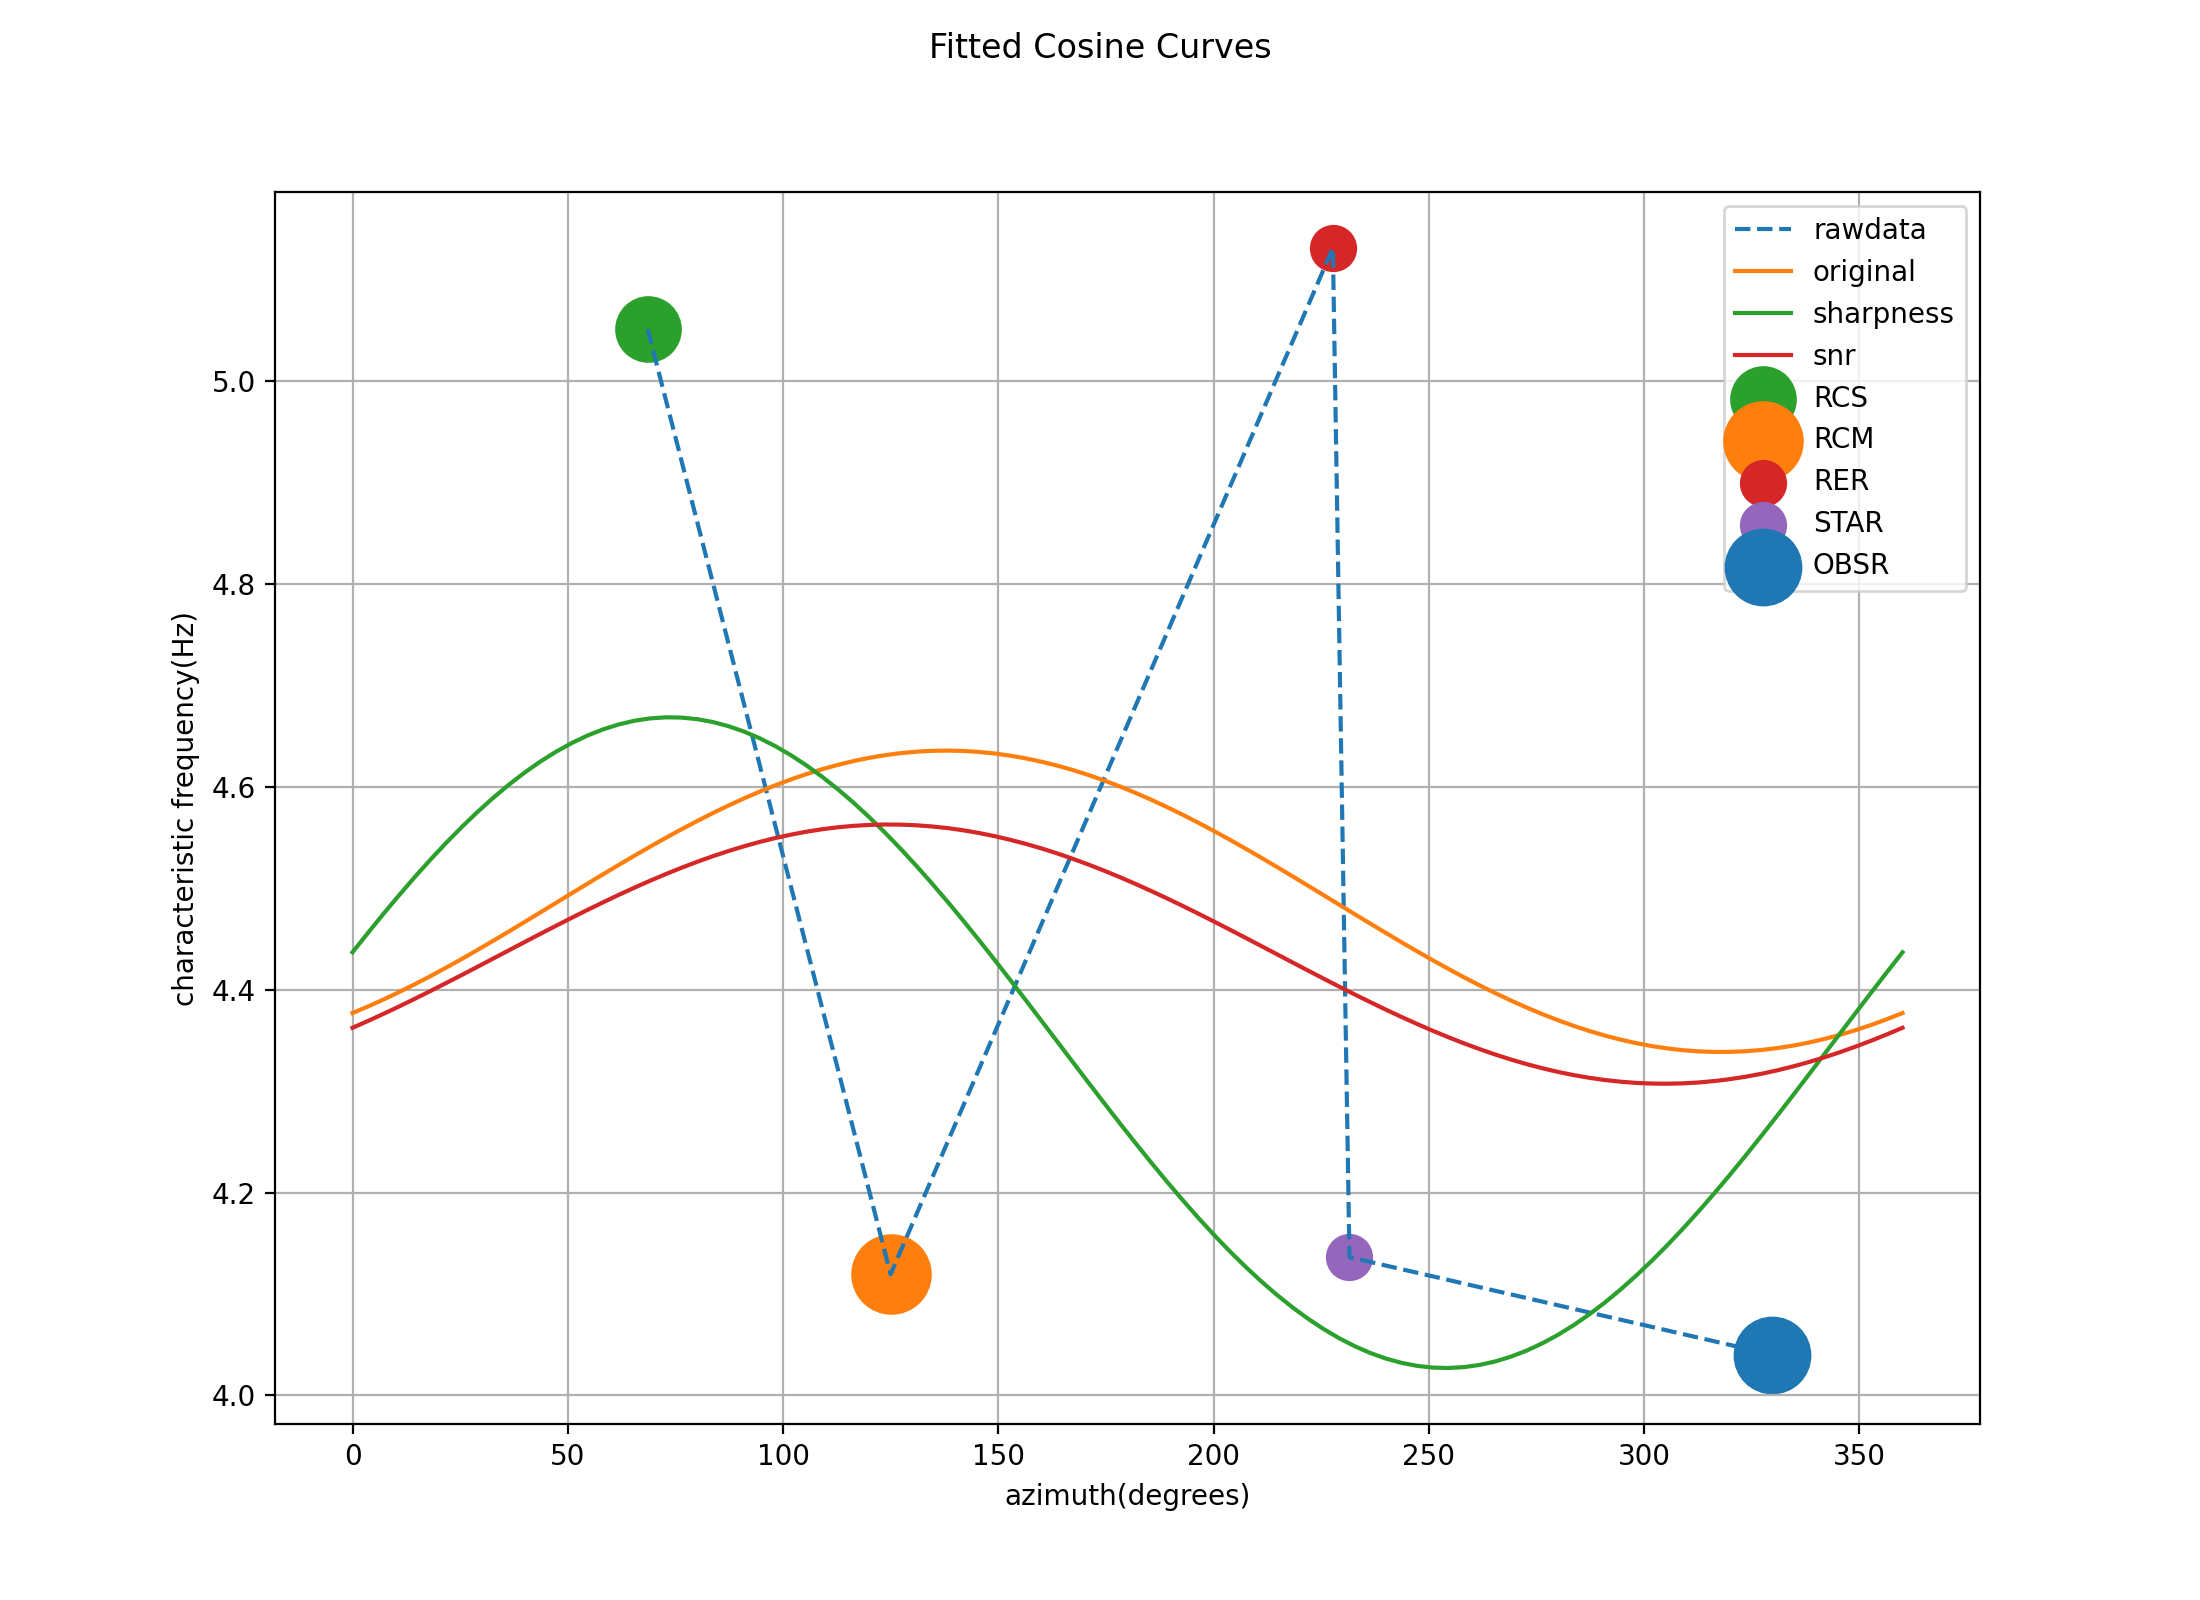 Fitted Cosine Curves
rawdata
original
sharpness
snr
RCS
RCM
RER
STAR
OBSR
characteristic frequency(Hz)
5.0
4.8
4.6
4.4
4.2
4.0
0 50 100 150 200 250 300 350
azimuth(degrees)